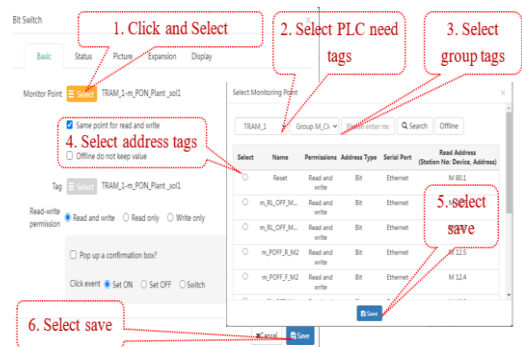 Bit Switch
1. Click and Select
2. Select PLC need tags
3. Select group tags
Basic Status Picture Expansion Display
Monitor Point Select TRAM_1-m_PON_Plant_sol1
Same point for read and write
4. Select address tags
Offline do not keep value
Tag Select TRAM_1-m_PON_Plant_sol1
Read-write permission Read and write Read only Write only
Pop up a confirmation box?
Click event Set ON Set OFF Switch
6. Select save
Cancel Save
Select Monitoring Point
TRAM_1 Group M_Cl Please enter mc Search Offline
Select Name Permissions Address Type Serial Port Read Address (Station No: Device, Address)
Reset Read and write Bit Ethernet M 80.1
m_RL_OFF_M... Read and write Bit Ethernet M
m_RL_OFF_M... Read and write Bit Ethernet
5. select save
m_POFF_R_M2 Read and write Bit Ethernet M 12.5
m_POFF_F_M2 Read and write Bit Ethernet M 12.4
Save